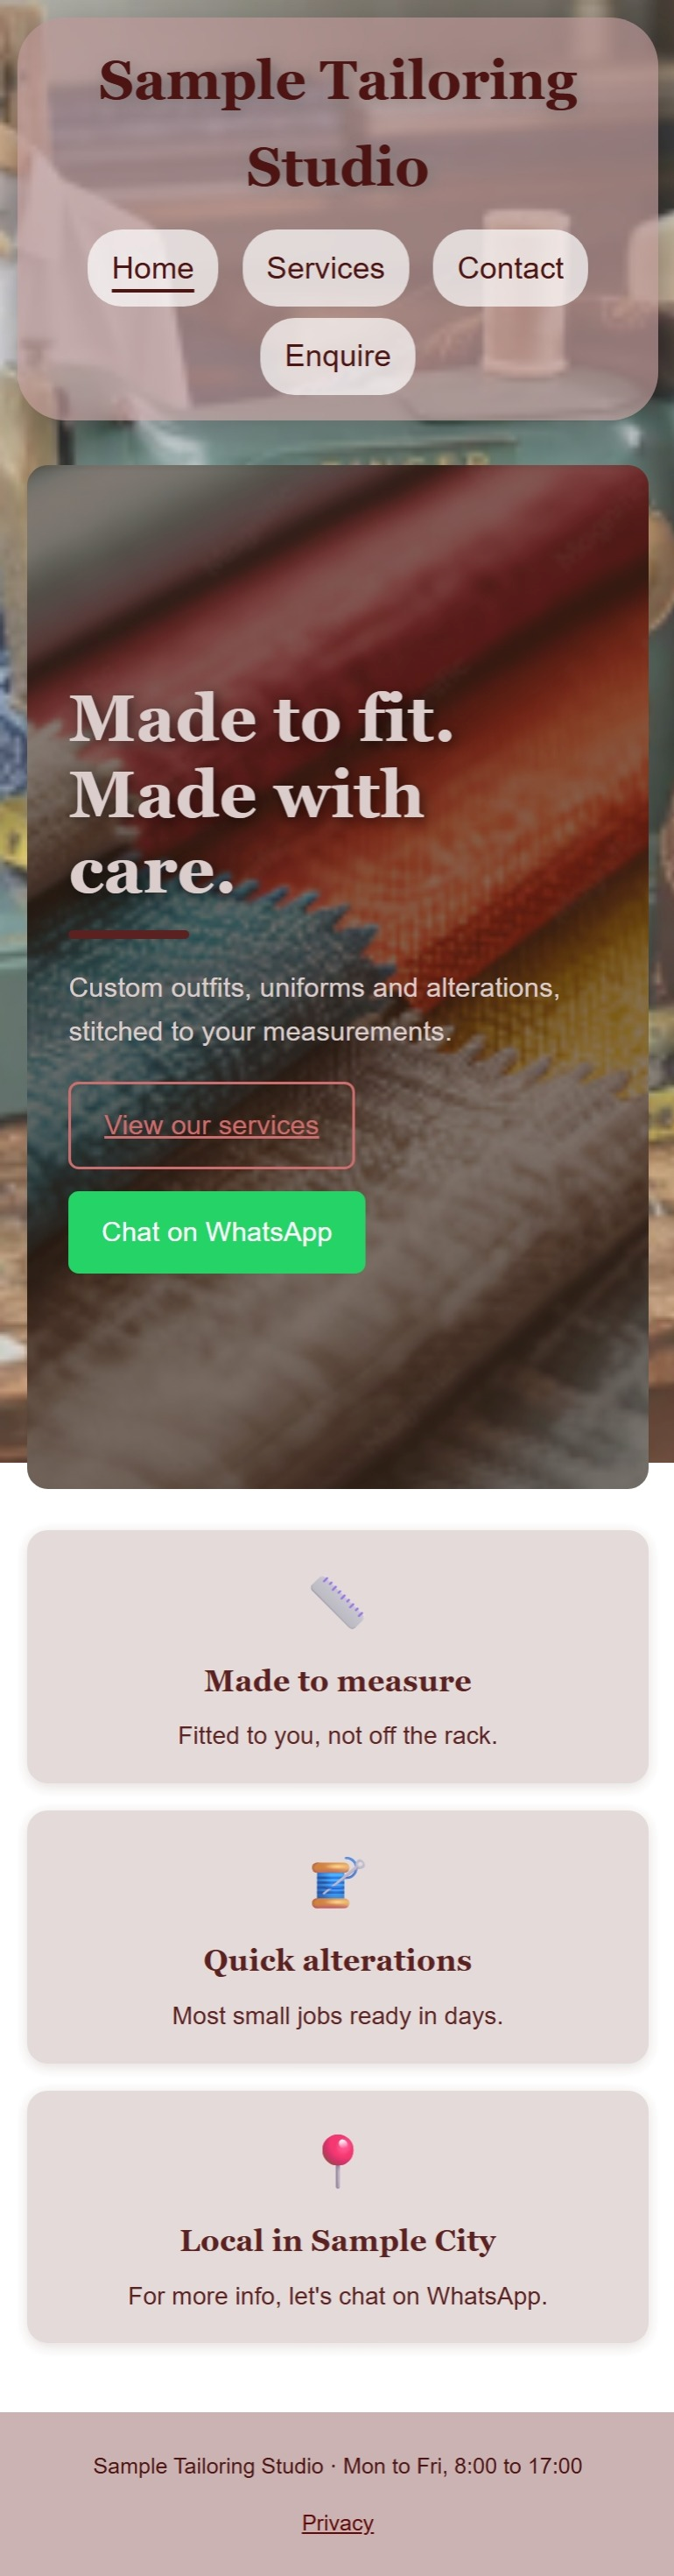 Sample Tailoring
Studio
Home Services Contact
Enquire
SINGER
Made to fit.
Made with
care.
Custom outfits, uniforms and alterations,
stitched to your measurements.
View our services
Chat on WhatsApp
Made to measure
Fitted to you, not off the rack.
Quick alterations
Most small jobs ready in days.
Local in Sample City
For more info, let's chat on WhatsApp.
Sample Tailoring Studio · Mon to Fri, 8:00 to 17:00
Privacy